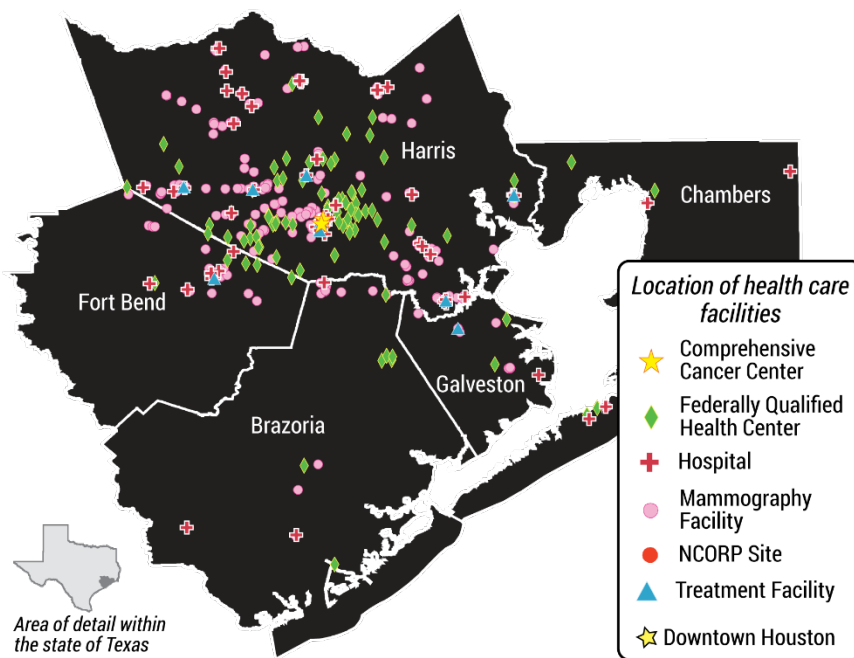 Harris
Chambers
Fort Bend
Galveston
Brazoria
Location of health care
facilities
Comprehensive
Cancer Center
Federally Qualified
Health Center
Hospital
Mammography
Facility
NCORP Site
Treatment Facility
Downtown Houston
Area of detail within
the state of Texas